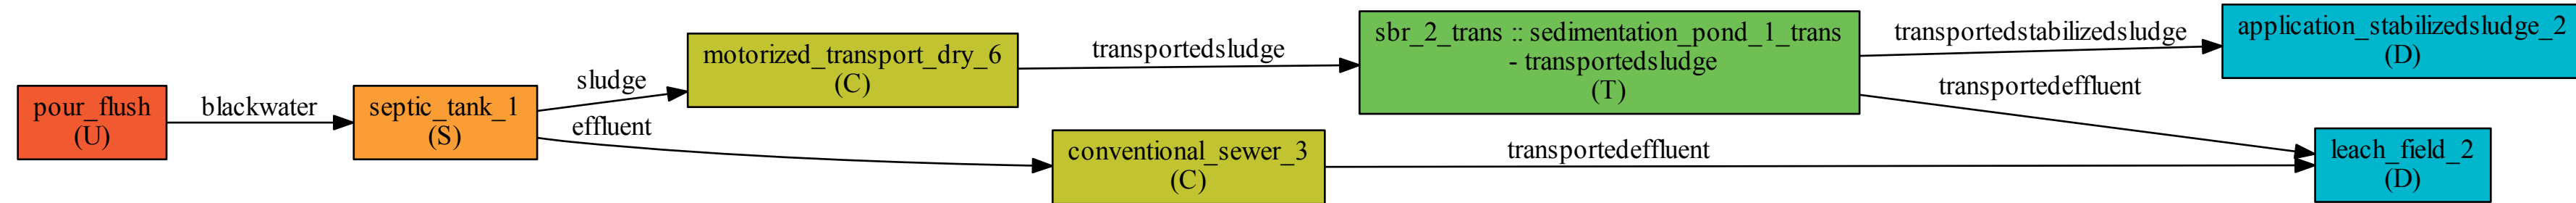 pour_flush
(U)
blackwater
septic_tank_1
(S)
sludge
effluent
motorized_transport_dry_6
(C)
transportedsludge
conventional_sewer_3
(C)
transportedeffluent
sbr_2_trans :: sedimentation_pond_1_trans
- transportedsludge
(T)
transportedstabilizedsludge
transportedeffluent
application_stabilizedsludge_2
(D)
leach_field_2
(D)